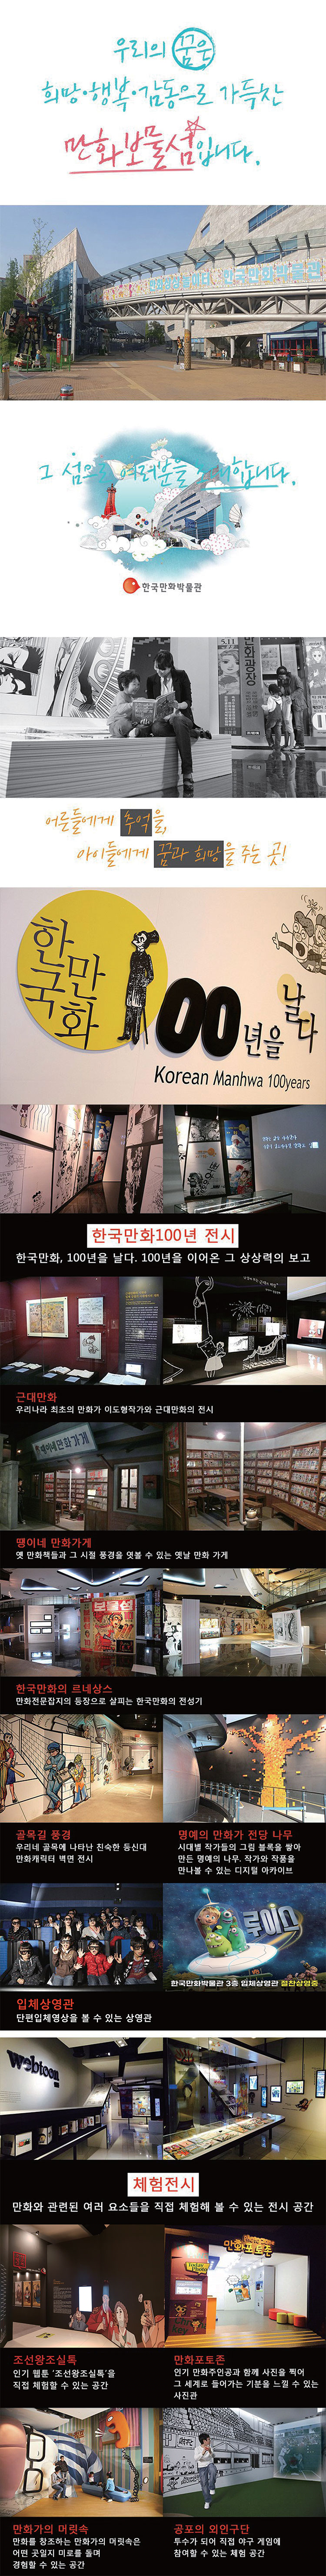 우리의 꿈은
희망·행복·감동으로 가득찬
만화보물섬입니다.
한국만화박물관
그 섬으로 여러분을 초대합니다.
한국만화박물관
5.11
만화광장
어른들에게 추억을,
아이들에게 꿈과 희망을 주는 곳!
한국만화
100년을 날다
Korean Manhwa 100years
한국만화100년 전시
한국만화, 100년을 날다. 100년을 이어온 그 상상력의 보고
근대만화
우리나라 최초의 만화가 이도형작가와 근대만화의 전시
땡이네만화가게
땡이네 만화가게
옛 만화책들과 그 시절 풍경을 엿볼 수 있는 옛날 만화 가게
보물섬
한국만화의 르네상스
만화전문잡지의 등장으로 살피는 한국만화의 전성기
골목길 풍경
우리네 골목에 나타난 친숙한 등신대
만화캐릭터 벽면 전시
명예의 만화가 전당 나무
시대별 작가들의 그림 블록을 쌓아
만든 명예의 나무. 작가와 작품을
만나볼 수 있는 디지털 아카이브
루이스
한국만화박물관 3층 입체상영관 절찬상영중
입체상영관
단편입체영상을 볼 수 있는 상영관
Webtoon
체험전시
만화와 관련된 여러 요소들을 직접 체험해 볼 수 있는 전시 공간
만화포토존
조선왕조실톡
인기 웹툰 '조선왕조실톡'을
직접 체험할 수 있는 공간
만화포토존
인기 만화주인공과 함께 사진을 찍어
그 세계로 들어가는 기분을 느낄 수 있는
사진관
만화가의 머릿속
만화를 창조하는 만화가의 머릿속은
어떤 곳일지 미로를 돌며
경험할 수 있는 공간
공포의 외인구단
투수가 되어 직접 야구 게임에
참여할 수 있는 체험 공간